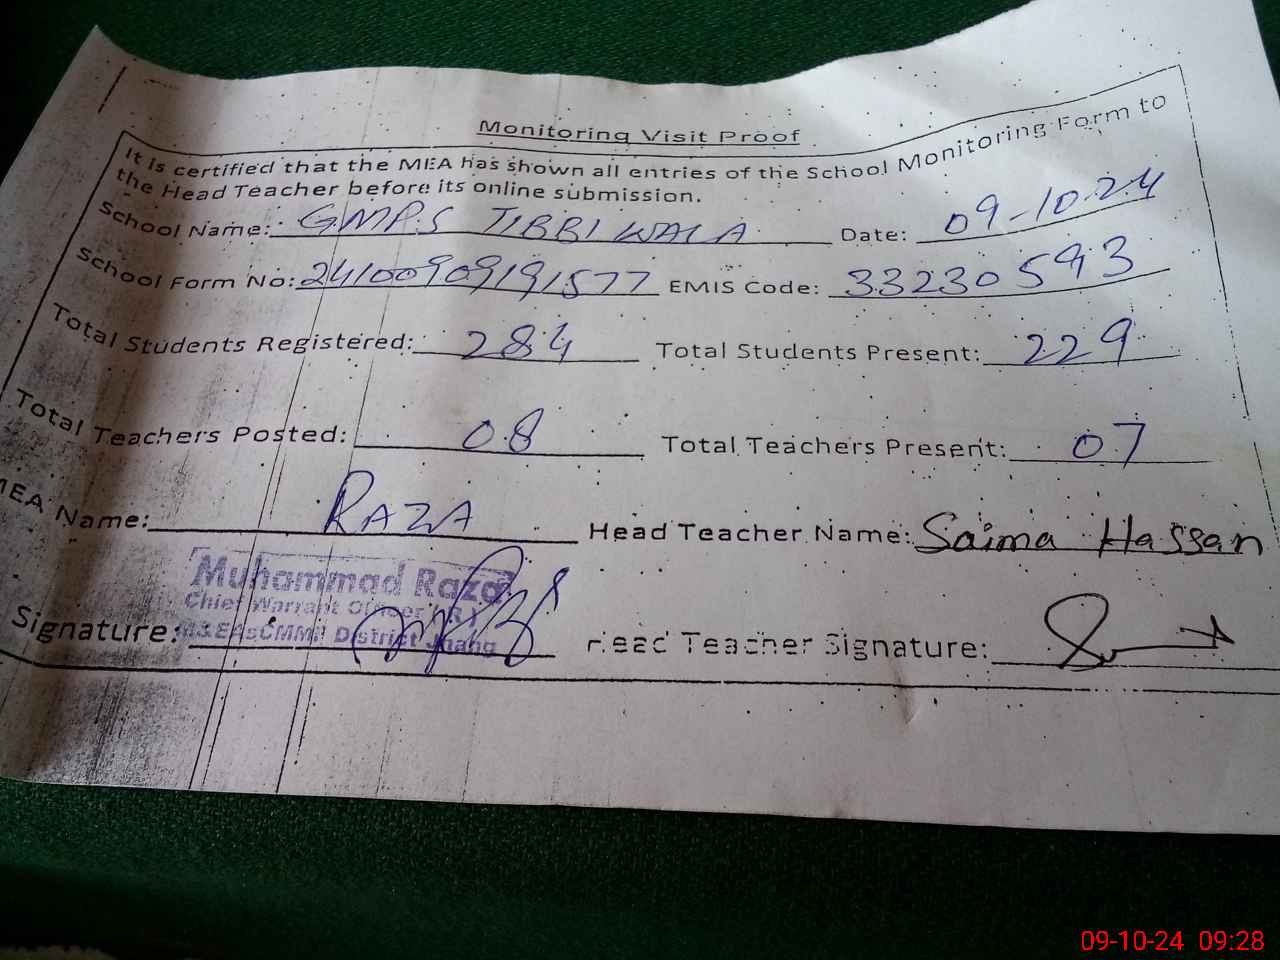 Monitoring Visit Proof
It is certified that the MEA has shown all entries of the School Monitoring Form to
the Head Teacher before its online submission.
School Name: GMPS TIBBI WALA Date: 09-10-24
School Form No: 24100909191577 EMIS Code: 33230593
Total Students Registered: 284 Total Students Present: 229
Total Teachers Posted: 08 Total Teachers Present: 07
MEA Name: RAZA Head Teacher Name: Saima Hassan
Muhammad Raza
Chief Warrant Officer (R)
M&EAsCMMF District Jhang
Signature: Head Teacher Signature:
09-10-24 09:28